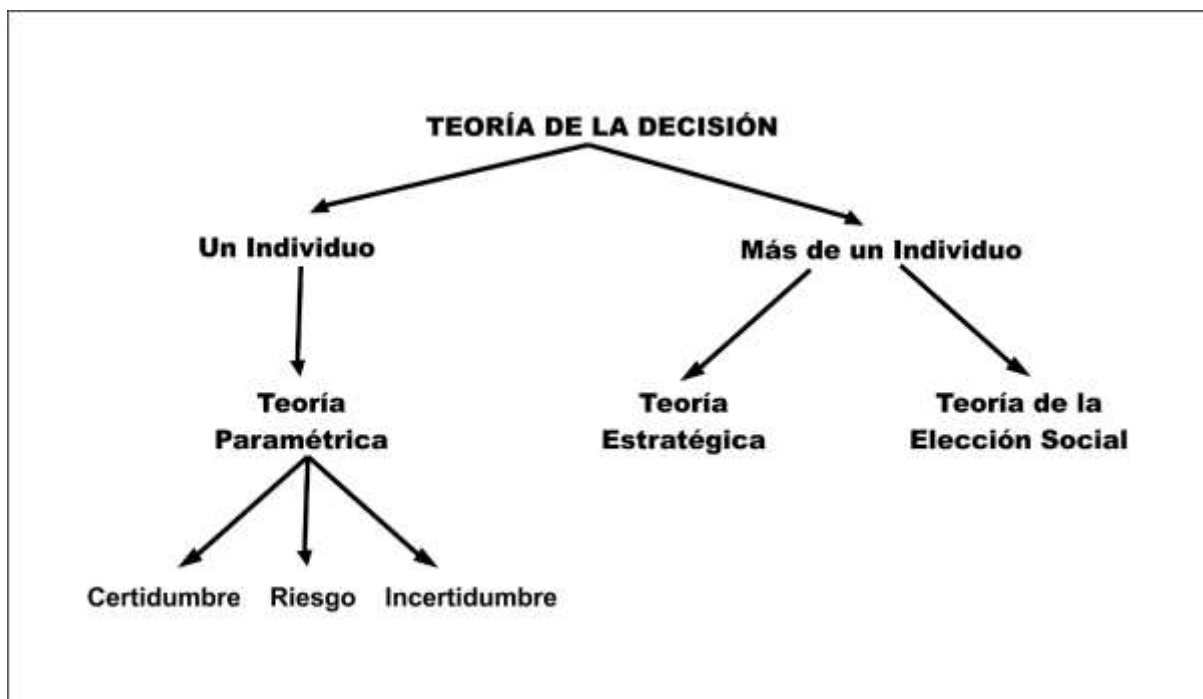 TEORÍA DE LA DECISIÓN
Un Individuo
Más de un Individuo
Teoría
Paramétrica
Teoría
Estratégica
Teoría de la
Elección Social
Certidumbre
Riesgo
Incertidumbre